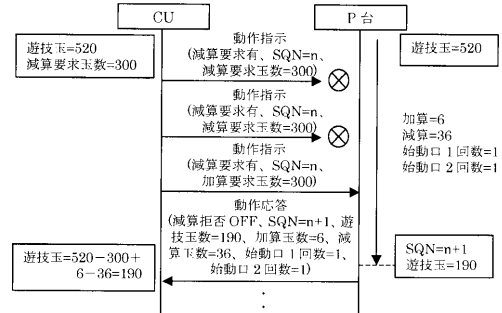 CU
P台
遊技玉=520
減算要求玉数=300
動作指示
(減算要求有、SQN=n、
減算要求玉数=300)
遊技玉=520
動作指示
(減算要求有、SQN=n、
減算要求玉数=300)
加算=6
減算=36
始動口1回数=1
始動口2回数=1
動作指示
(減算要求有、SQN=n、
加算要求玉数=300)
動作応答
(減算拒否OFF、SQN=n+1、遊
技玉数=190、加算玉数=6、減
算玉数=36、始動口1回数=1、
始動口2回数=1)
遊技玉=520-300+
6-36=190
SQN=n+1
遊技玉=190